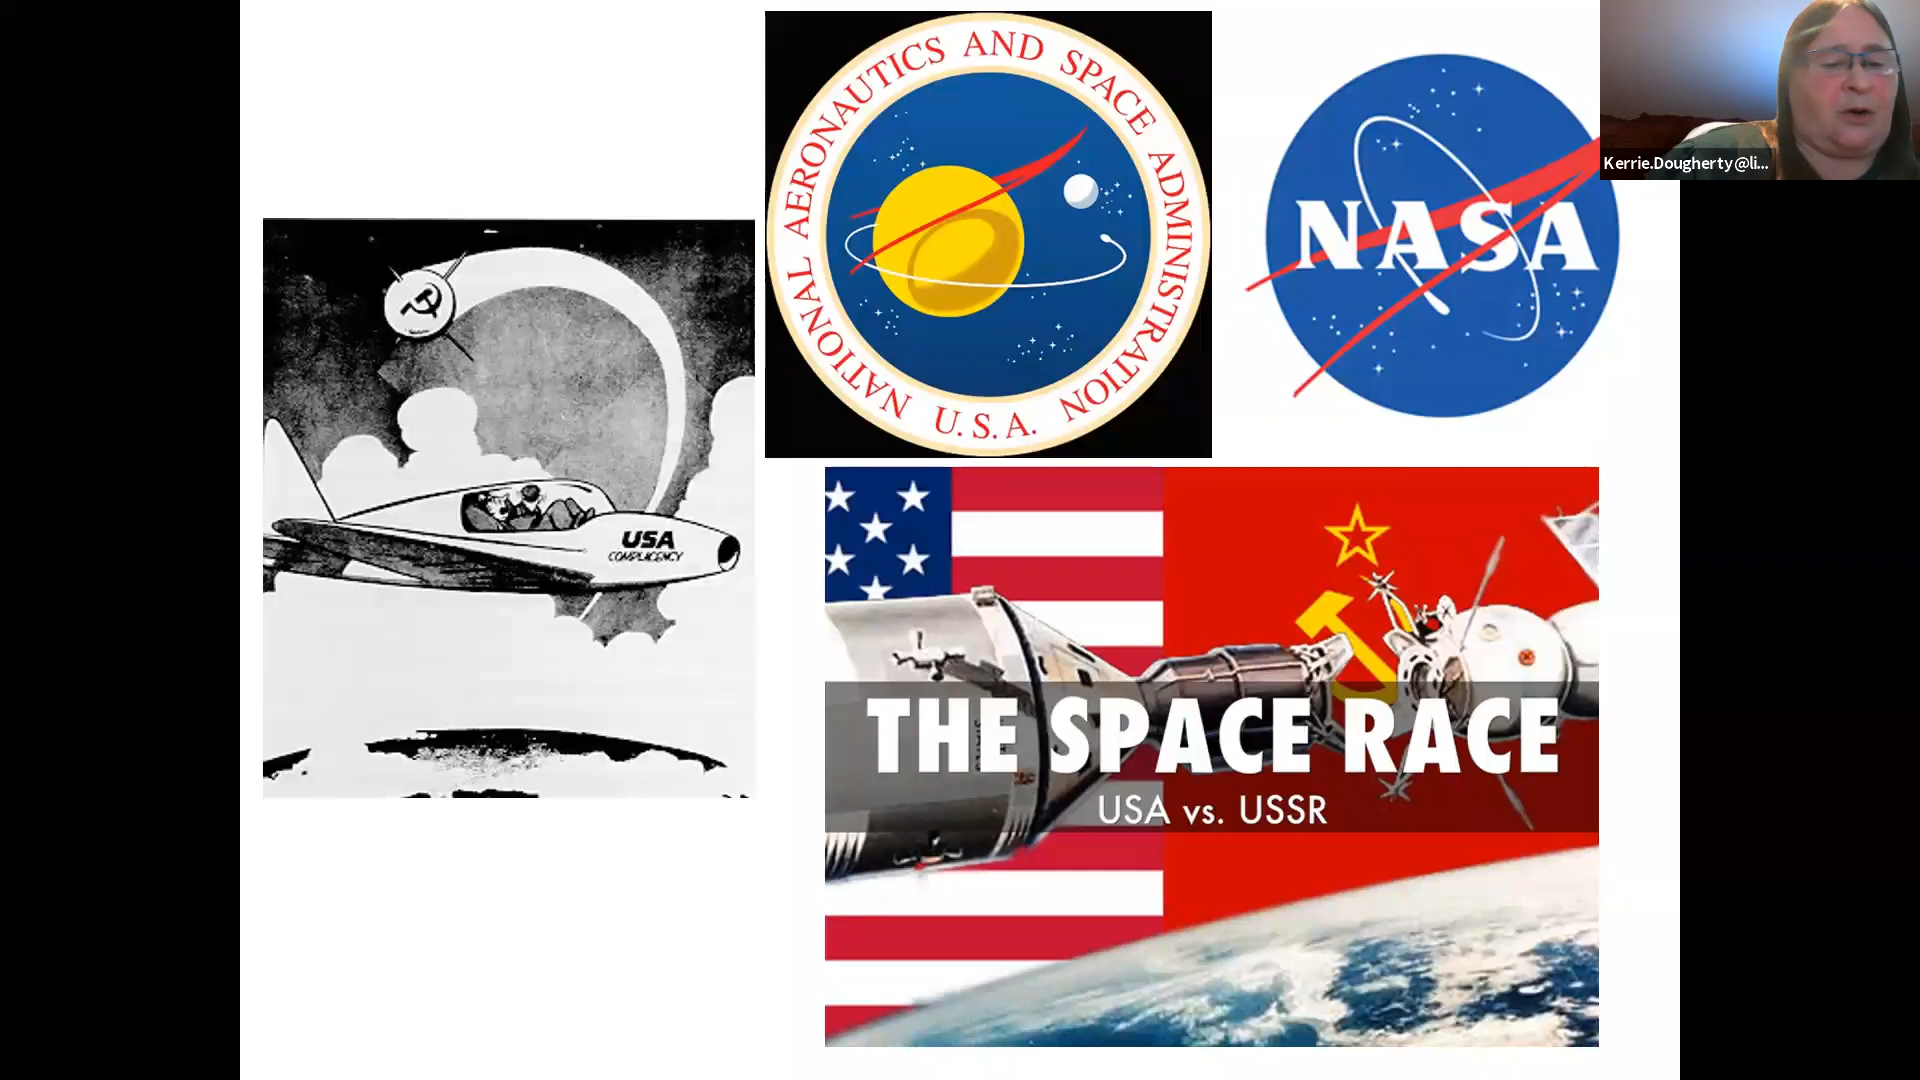 NATIONAL AERONAUTICS AND SPACE ADMINISTRATION
U.S.A.
NASA
Kerrie.Dougherty@li...
USA
COMPLACENCY
THE SPACE RACE
USA vs. USSR